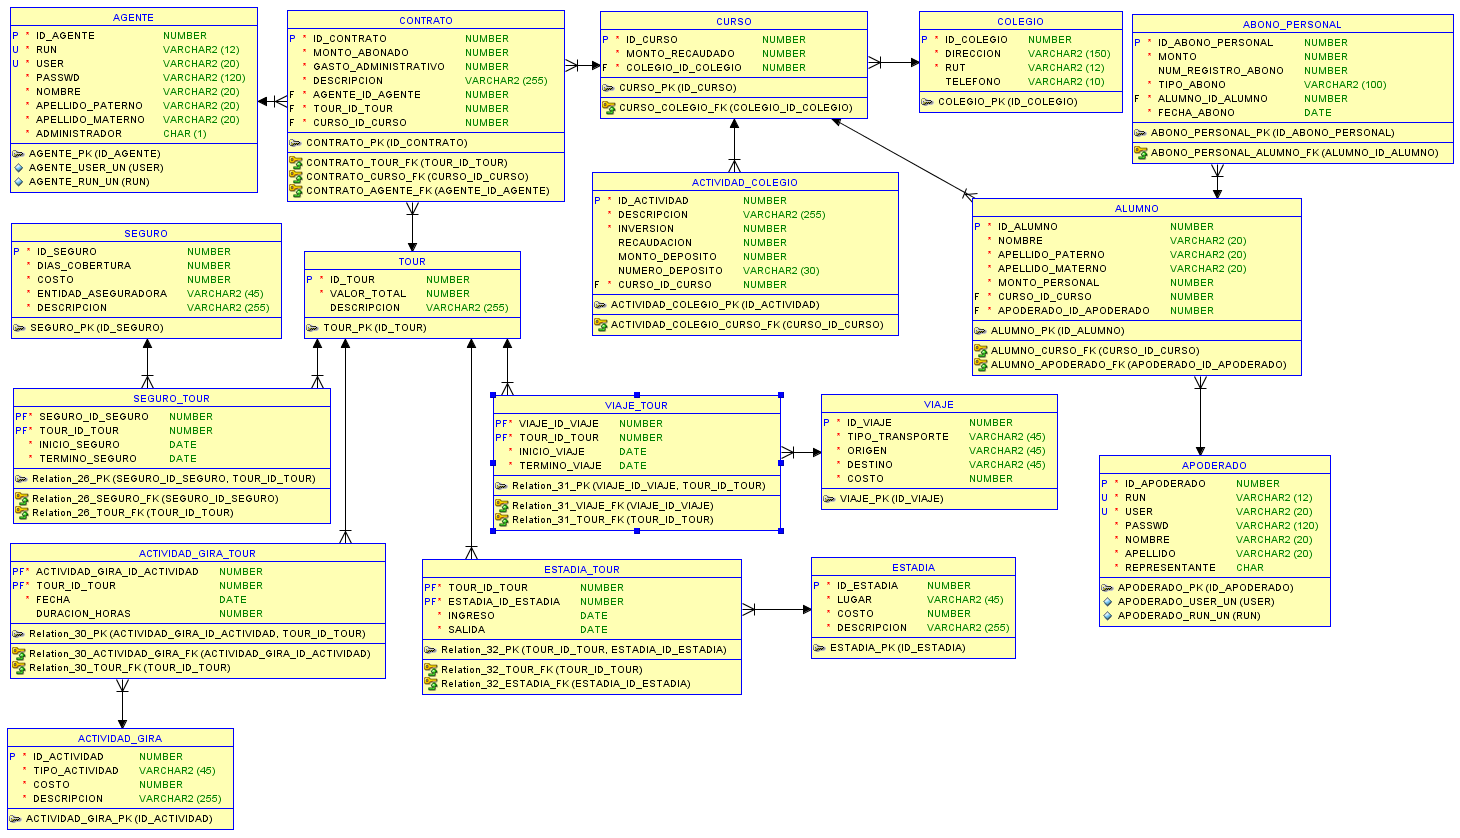 AGENTE
P * ID_AGENTE NUMBER
U * RUN VARCHAR2 (12)
U * USER VARCHAR2 (20)
* PASSWD VARCHAR2 (120)
* NOMBRE VARCHAR2 (20)
* APELLIDO_PATERNO VARCHAR2 (20)
* APELLIDO_MATERNO VARCHAR2 (20)
* ADMINISTRADOR CHAR (1)
AGENTE_PK (ID_AGENTE)
AGENTE_USER_UN (USER)
AGENTE_RUN_UN (RUN)
CONTRATO
P * ID_CONTRATO NUMBER
* MONTO_ABONADO NUMBER
* GASTO_ADMINISTRATIVO NUMBER
* DESCRIPCION VARCHAR2 (255)
F * AGENTE_ID_AGENTE NUMBER
F * TOUR_ID_TOUR NUMBER
F * CURSO_ID_CURSO NUMBER
CONTRATO_PK (ID_CONTRATO)
CONTRATO_TOUR_FK (TOUR_ID_TOUR)
CONTRATO_CURSO_FK (CURSO_ID_CURSO)
CONTRATO_AGENTE_FK (AGENTE_ID_AGENTE)
CURSO
P * ID_CURSO NUMBER
* MONTO_RECAUDADO NUMBER
F * COLEGIO_ID_COLEGIO NUMBER
CURSO_PK (ID_CURSO)
CURSO_COLEGIO_FK (COLEGIO_ID_COLEGIO)
COLEGIO
P * ID_COLEGIO NUMBER
* DIRECCION VARCHAR2 (150)
* RUT VARCHAR2 (12)
TELEFONO VARCHAR2 (10)
COLEGIO_PK (ID_COLEGIO)
ABONO_PERSONAL
P * ID_ABONO_PERSONAL NUMBER
* MONTO NUMBER
NUM_REGISTRO_ABONO NUMBER
* TIPO_ABONO VARCHAR2 (100)
F * ALUMNO_ID_ALUMNO NUMBER
* FECHA_ABONO DATE
ABONO_PERSONAL_PK (ID_ABONO_PERSONAL)
ABONO_PERSONAL_ALUMNO_FK (ALUMNO_ID_ALUMNO)
ACTIVIDAD_COLEGIO
P * ID_ACTIVIDAD NUMBER
* DESCRIPCION VARCHAR2 (255)
* INVERSION NUMBER
RECAUDACION NUMBER
MONTO_DEPOSITO NUMBER
NUMERO_DEPOSITO VARCHAR2 (30)
F * CURSO_ID_CURSO NUMBER
ACTIVIDAD_COLEGIO_PK (ID_ACTIVIDAD)
ACTIVIDAD_COLEGIO_CURSO_FK (CURSO_ID_CURSO)
ALUMNO
P * ID_ALUMNO NUMBER
* NOMBRE VARCHAR2 (20)
* APELLIDO_PATERNO VARCHAR2 (20)
* APELLIDO_MATERNO VARCHAR2 (20)
* MONTO_PERSONAL NUMBER
F * CURSO_ID_CURSO NUMBER
F * APODERADO_ID_APODERADO NUMBER
ALUMNO_PK (ID_ALUMNO)
ALUMNO_CURSO_FK (CURSO_ID_CURSO)
ALUMNO_APODERADO_FK (APODERADO_ID_APODERADO)
SEGURO
P * ID_SEGURO NUMBER
* DIAS_COBERTURA NUMBER
* COSTO NUMBER
* ENTIDAD_ASEGURADORA VARCHAR2 (45)
* DESCRIPCION VARCHAR2 (255)
SEGURO_PK (ID_SEGURO)
TOUR
P * ID_TOUR NUMBER
* VALOR_TOTAL NUMBER
DESCRIPCION VARCHAR2 (255)
TOUR_PK (ID_TOUR)
SEGURO_TOUR
PF* SEGURO_ID_SEGURO NUMBER
PF* TOUR_ID_TOUR NUMBER
* INICIO_SEGURO DATE
* TERMINO_SEGURO DATE
Relation_26_PK (SEGURO_ID_SEGURO, TOUR_ID_TOUR)
Relation_26_SEGURO_FK (SEGURO_ID_SEGURO)
Relation_26_TOUR_FK (TOUR_ID_TOUR)
VIAJE_TOUR
PF* VIAJE_ID_VIAJE NUMBER
PF* TOUR_ID_TOUR NUMBER
* INICIO_VIAJE DATE
* TERMINO_VIAJE DATE
Relation_31_PK (VIAJE_ID_VIAJE, TOUR_ID_TOUR)
Relation_31_VIAJE_FK (VIAJE_ID_VIAJE)
Relation_31_TOUR_FK (TOUR_ID_TOUR)
VIAJE
P * ID_VIAJE NUMBER
* TIPO_TRANSPORTE VARCHAR2 (45)
* ORIGEN VARCHAR2 (45)
* DESTINO VARCHAR2 (45)
* COSTO NUMBER
VIAJE_PK (ID_VIAJE)
APODERADO
P * ID_APODERADO NUMBER
U * RUN VARCHAR2 (12)
U * USER VARCHAR2 (20)
* PASSWD VARCHAR2 (120)
* NOMBRE VARCHAR2 (20)
* APELLIDO VARCHAR2 (20)
* REPRESENTANTE CHAR
APODERADO_PK (ID_APODERADO)
APODERADO_USER_UN (USER)
APODERADO_RUN_UN (RUN)
ACTIVIDAD_GIRA_TOUR
PF* ACTIVIDAD_GIRA_ID_ACTIVIDAD NUMBER
PF* TOUR_ID_TOUR NUMBER
* FECHA DATE
DURACION_HORAS NUMBER
Relation_30_PK (ACTIVIDAD_GIRA_ID_ACTIVIDAD, TOUR_ID_TOUR)
Relation_30_ACTIVIDAD_GIRA_FK (ACTIVIDAD_GIRA_ID_ACTIVIDAD)
Relation_30_TOUR_FK (TOUR_ID_TOUR)
ESTADIA_TOUR
PF* TOUR_ID_TOUR NUMBER
PF* ESTADIA_ID_ESTADIA NUMBER
* INGRESO DATE
* SALIDA DATE
Relation_32_PK (TOUR_ID_TOUR, ESTADIA_ID_ESTADIA)
Relation_32_TOUR_FK (TOUR_ID_TOUR)
Relation_32_ESTADIA_FK (ESTADIA_ID_ESTADIA)
ESTADIA
P * ID_ESTADIA NUMBER
* LUGAR VARCHAR2 (45)
* COSTO NUMBER
* DESCRIPCION VARCHAR2 (255)
ESTADIA_PK (ID_ESTADIA)
ACTIVIDAD_GIRA
P * ID_ACTIVIDAD NUMBER
* TIPO_ACTIVIDAD VARCHAR2 (45)
* COSTO NUMBER
* DESCRIPCION VARCHAR2 (255)
ACTIVIDAD_GIRA_PK (ID_ACTIVIDAD)